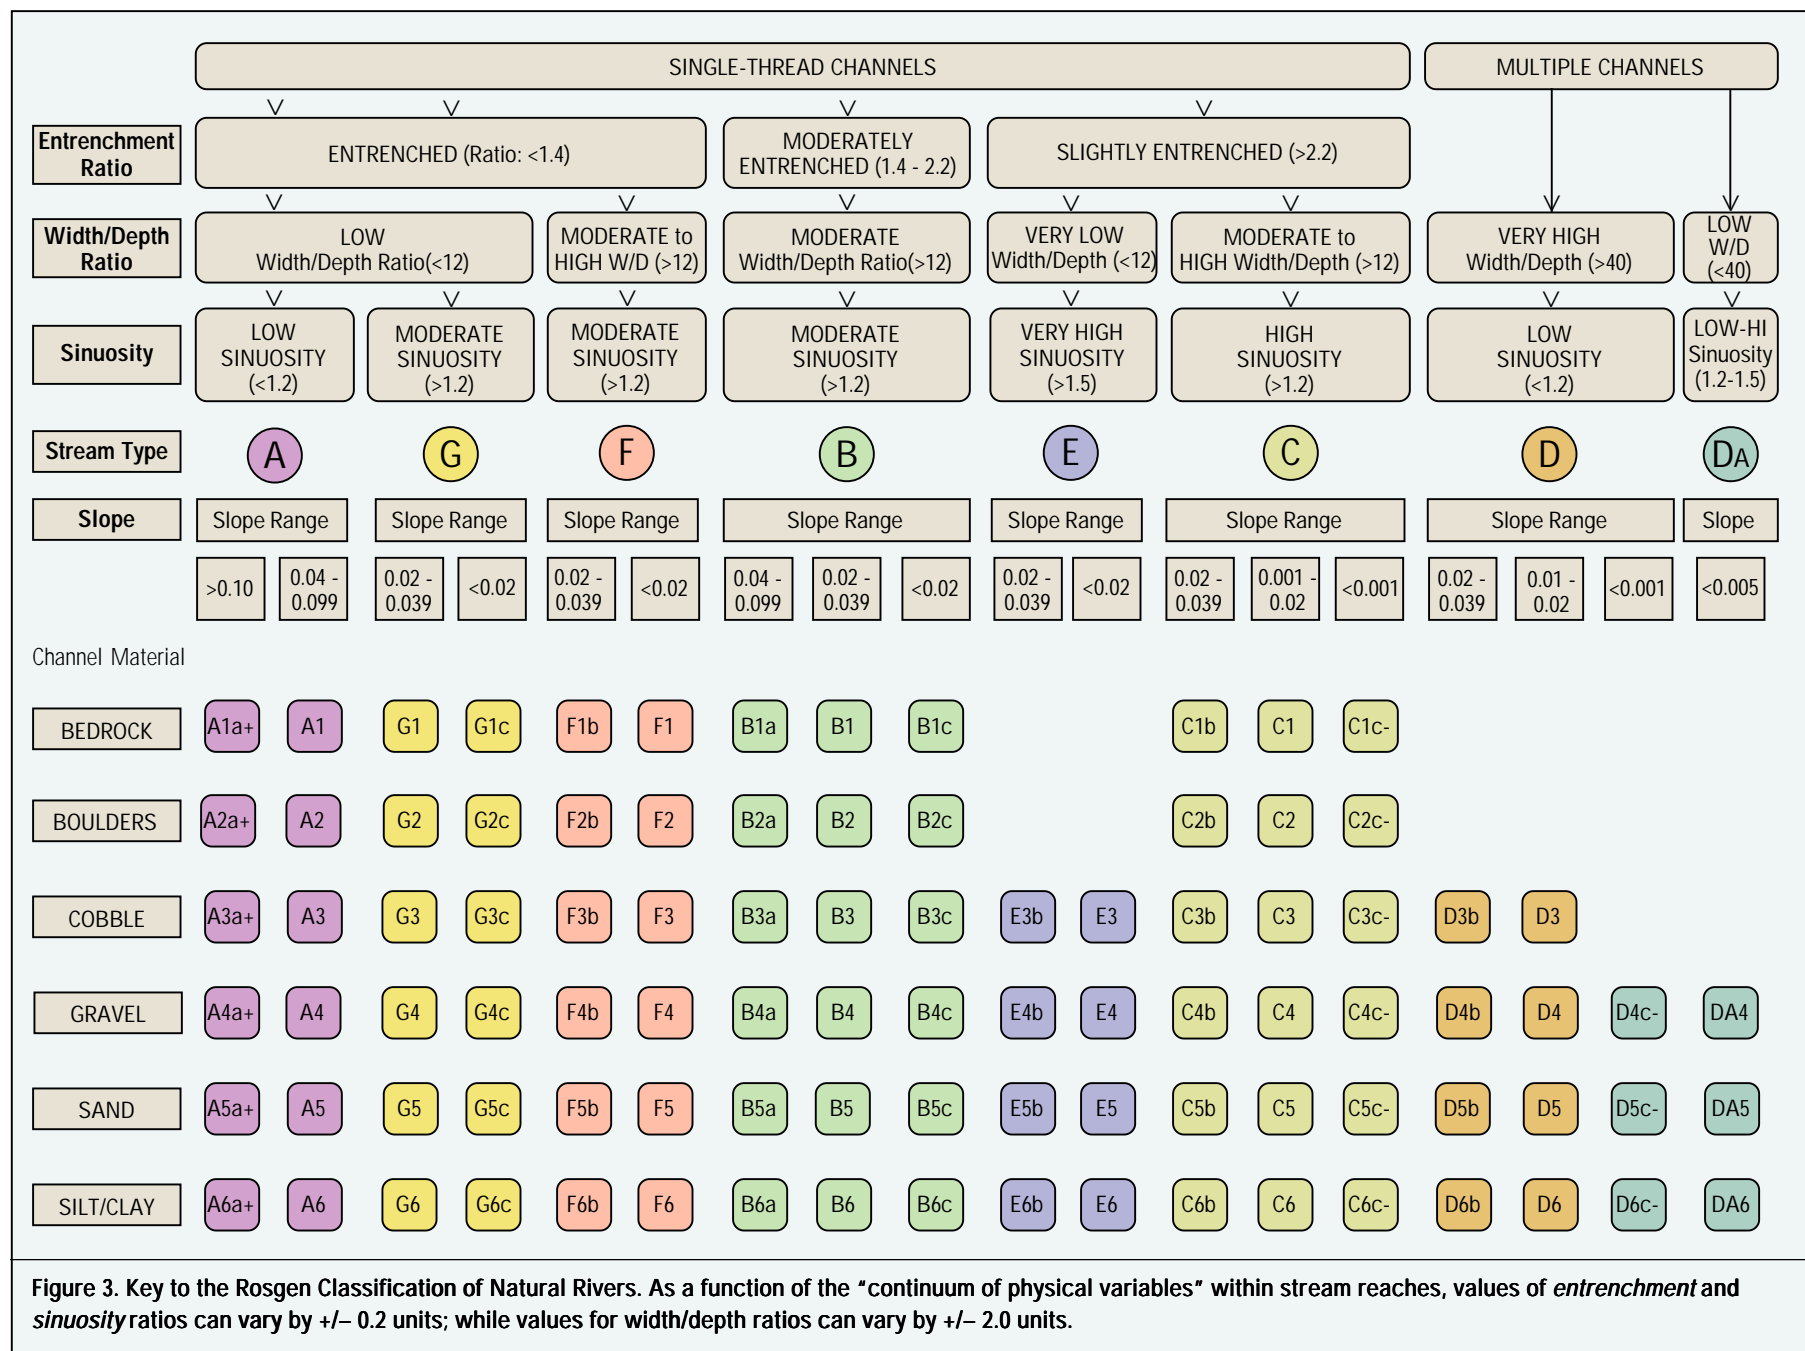 SINGLE-THREAD CHANNELS
MULTIPLE CHANNELS
Entrenchment
Ratio
ENTRENCHED (Ratio: <1.4)
MODERATELY
ENTRENCHED (1.4 - 2.2)
SLIGHTLY ENTRENCHED (>2.2)
Width/Depth
Ratio
LOW
Width/Depth Ratio(<12)
MODERATE to
HIGH W/D (>12)
MODERATE
Width/Depth Ratio(>12)
VERY LOW
Width/Depth (<12)
MODERATE to
HIGH Width/Depth (>12)
VERY HIGH
Width/Depth (>40)
LOW
W/D
(<40)
Sinuosity
LOW
SINUOSITY
(<1.2)
MODERATE
SINUOSITY
(>1.2)
MODERATE
SINUOSITY
(>1.2)
MODERATE
SINUOSITY
(>1.2)
VERY HIGH
SINUOSITY
(>1.5)
HIGH
SINUOSITY
(>1.2)
LOW
SINUOSITY
(<1.2)
LOW-HI
Sinuosity
(1.2-1.5)
Stream Type
A
G
F
B
E
C
D
DA
Slope
Slope Range
Slope Range
Slope Range
Slope Range
Slope Range
Slope Range
Slope Range
Slope
>0.10
0.04 -
0.099
0.02 -
0.039
<0.02
0.02 -
0.039
<0.02
0.04 -
0.099
0.02 -
0.039
<0.02
0.02 -
0.039
<0.02
0.02 -
0.039
0.001 -
0.02
<0.001
0.02 -
0.039
0.01 -
0.02
<0.001
<0.005
Channel Material
BEDROCK A1a+ A1 G1 G1c F1b F1 B1a B1 B1c C1b C1 C1c-
BOULDERS A2a+ A2 G2 G2c F2b F2 B2a B2 B2c C2b C2 C2c-
COBBLE A3a+ A3 G3 G3c F3b F3 B3a B3 B3c E3b E3 C3b C3 C3c- D3b D3
GRAVEL A4a+ A4 G4 G4c F4b F4 B4a B4 B4c E4b E4 C4b C4 C4c- D4b D4 D4c- DA4
SAND A5a+ A5 G5 G5c F5b F5 B5a B5 B5c E5b E5 C5b C5 C5c- D5b D5 D5c- DA5
SILT/CLAY A6a+ A6 G6 G6c F6b F6 B6a B6 B6c E6b E6 C6b C6 C6c- D6b D6 D6c- DA6
Figure 3. Key to the Rosgen Classification of Natural Rivers. As a function of the "continuum of physical variables" within stream reaches, values of entrenchment and
sinuosity ratios can vary by +/– 0.2 units; while values for width/depth ratios can vary by +/– 2.0 units.